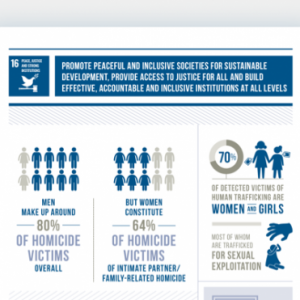 16 PEACE, JUSTICE
AND STRONG
INSTITUTIONS
PROMOTE PEACEFUL AND INCLUSIVE SOCIETIES FOR SUSTAINABLE
DEVELOPMENT, PROVIDE ACCESS TO JUSTICE FOR ALL AND BUILD
EFFECTIVE, ACCOUNTABLE AND INCLUSIVE INSTITUTIONS AT ALL LEVELS
MEN
MAKE UP AROUND
80%
OF HOMICIDE
VICTIMS
OVERALL
BUT WOMEN
CONSTITUTE
64%
OF HOMICIDE
VICTIMS
OF INTIMATE PARTNER/
FAMILY-RELATED HOMICIDE
70%
OF DETECTED VICTIMS OF
HUMAN TRAFFICKING ARE
WOMEN AND GIRLS
MOST OF WHOM
ARE TRAFFICKED
FOR SEXUAL
EXPLOITATION